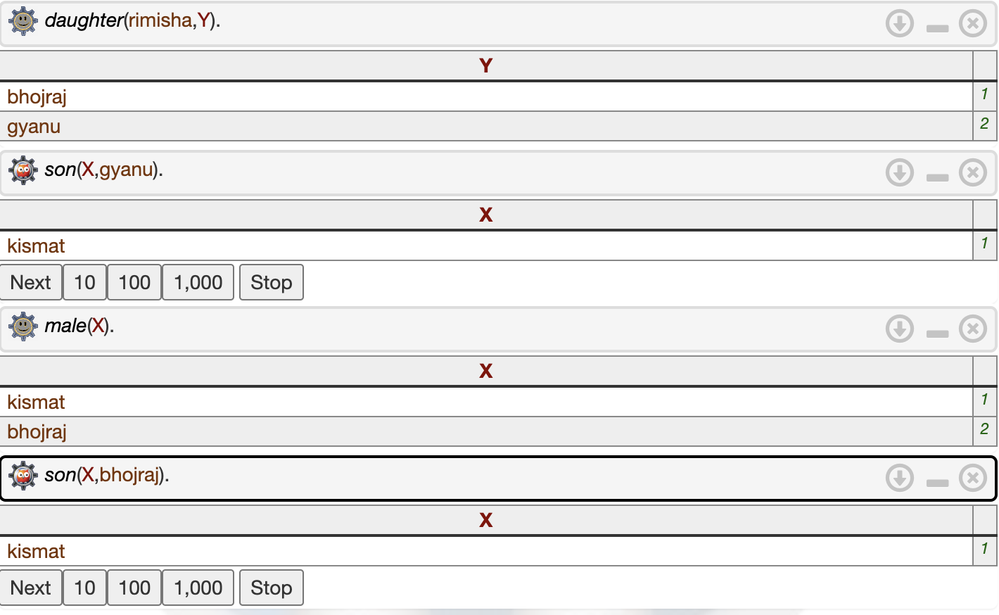 daughter(rimisha,Y).
Y
bhojraj 1
gyanu 2
son(X,gyanu).
X
kismat 1
Next 10 100 1,000 Stop
male(X).
X
kismat 1
bhojraj 2
son(X,bhojraj).
X
kismat 1
Next 10 100 1,000 Stop